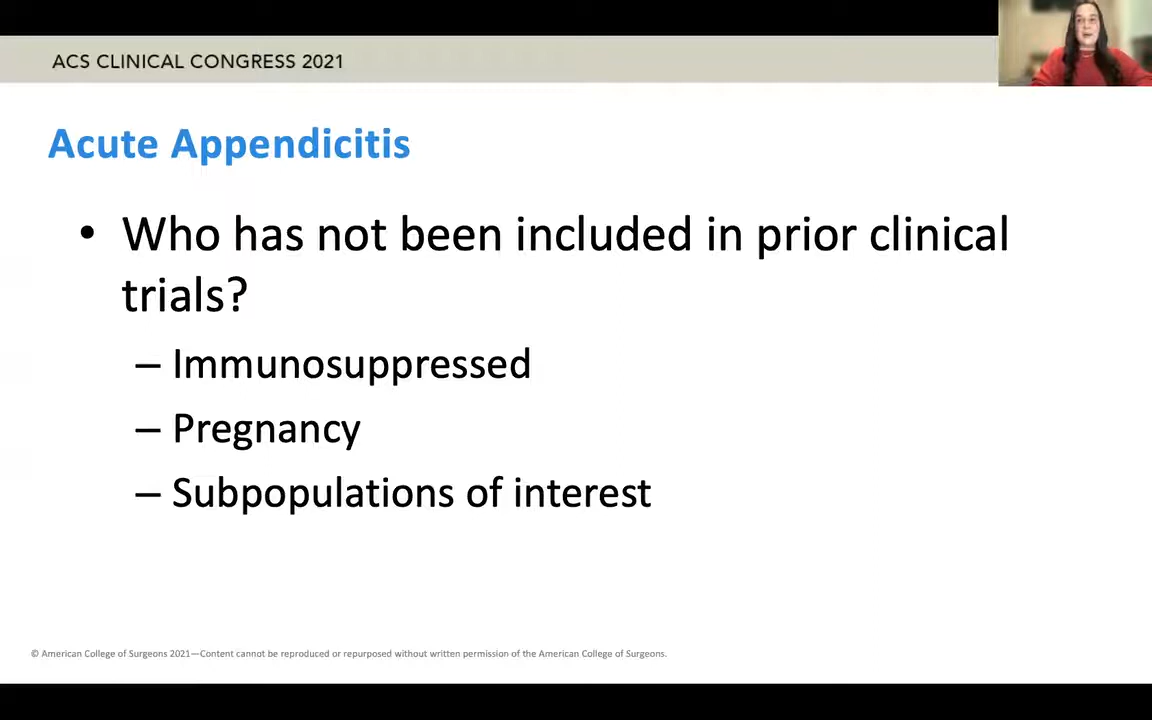 ACS CLINICAL CONGRESS 2021
Acute Appendicitis
• Who has not been included in prior clinical
trials?
– Immunosuppressed
– Pregnancy
– Subpopulations of interest
© American College of Surgeons 2021—Content cannot be reproduced or repurposed without written permission of the American College of Surgeons.